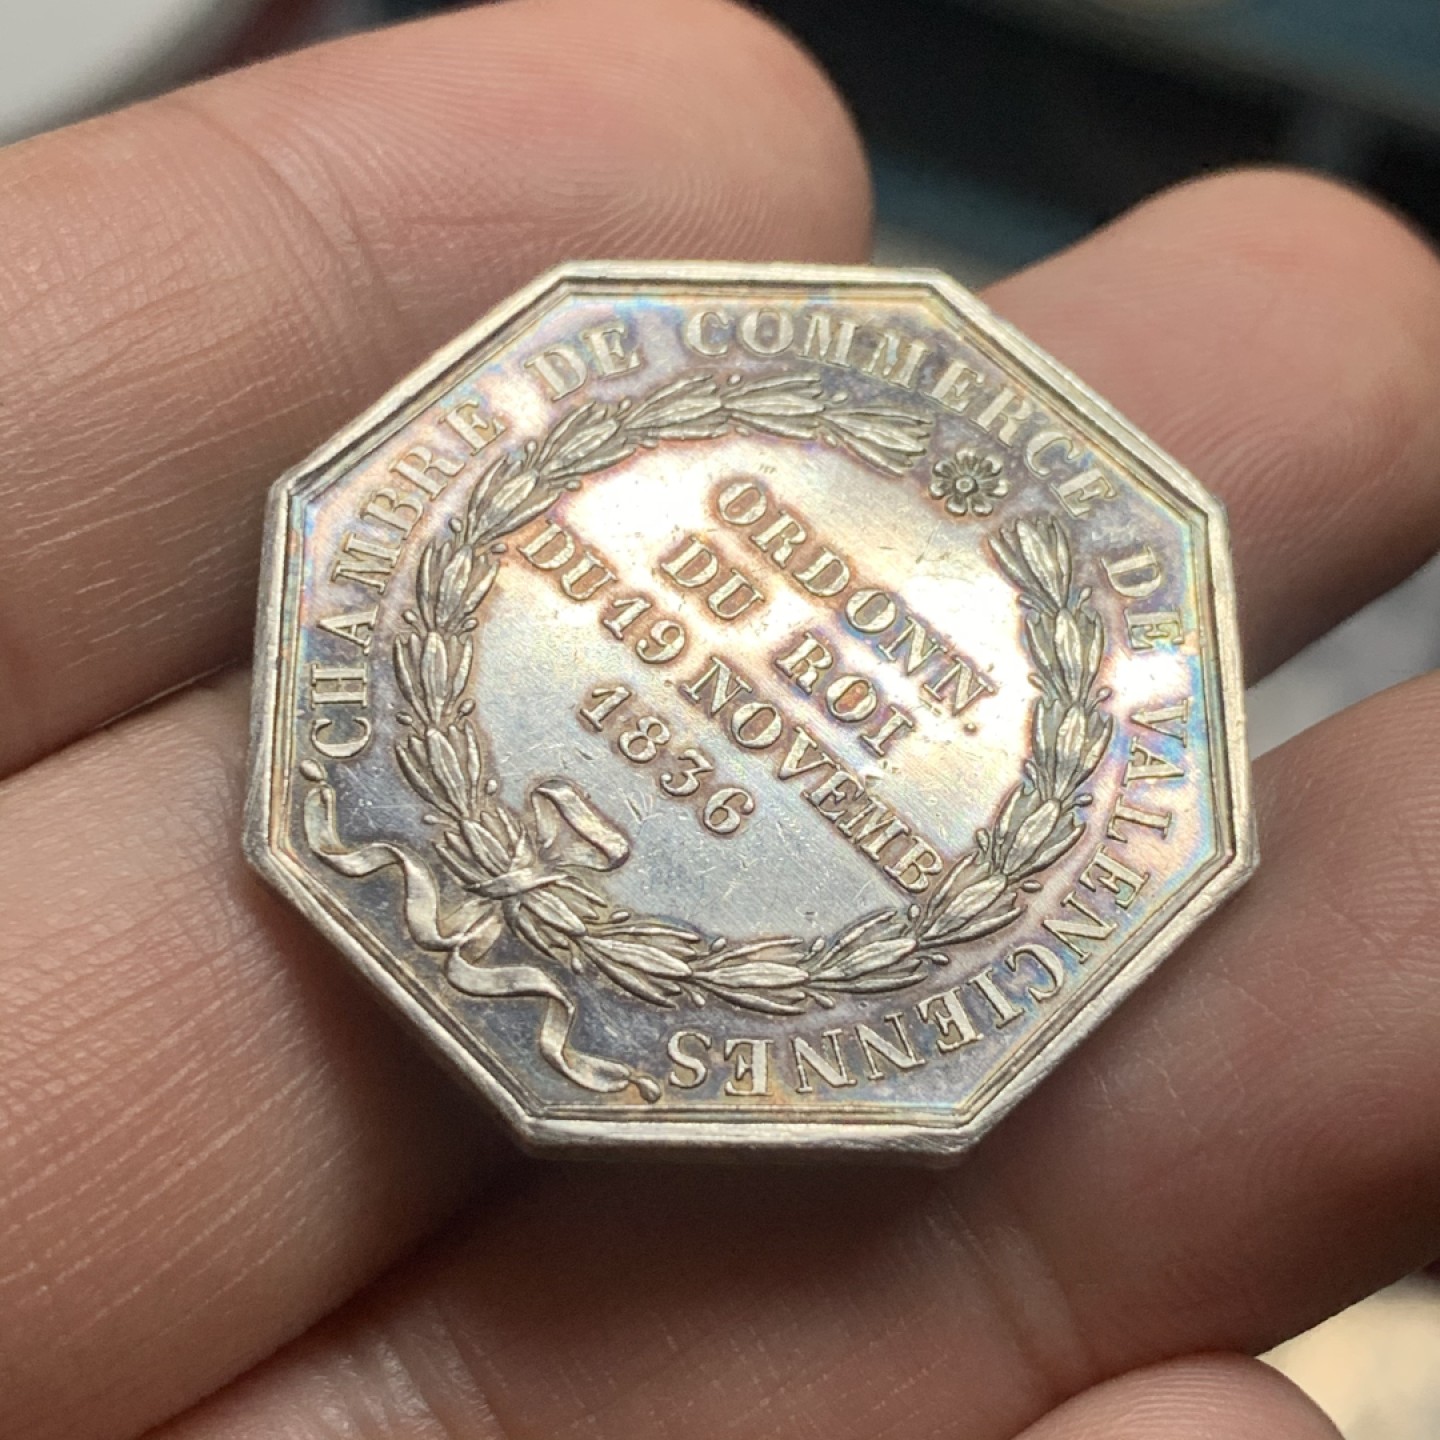 CHAMBRE DE COMMERCE DE VALENCIENNES
ORDONN.
DU ROI
DU 19 NOVEMB
1836